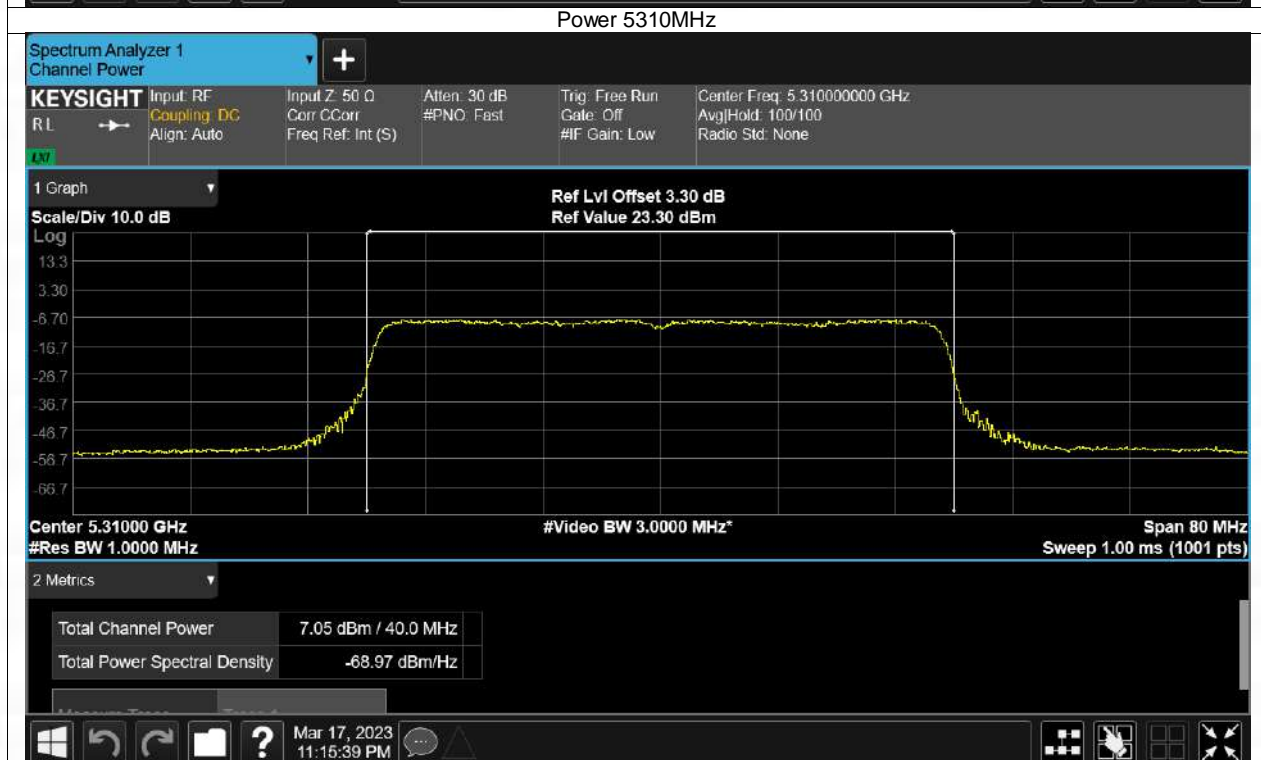 Power 5310MHz
Spectrum Analyzer 1
Channel Power
KEYSIGHT
RL
LXI
Input: RF
Coupling: DC
Align: Auto
Input Z: 50 Ω
Corr CCorr
Freq Ref: Int (S)
Atten: 30 dB
#PNO: Fast
Trig: Free Run
Gate: Off
#IF Gain: Low
Center Freq: 5.310000000 GHz
Avg|Hold: 100/100
Radio Std: None
1 Graph
Scale/Div 10.0 dB
Ref Lvl Offset 3.30 dB
Ref Value 23.30 dBm
Log
13.3
3.30
-6.70
-16.7
-26.7
-36.7
-46.7
-56.7
-66.7
Center 5.31000 GHz
#Res BW 1.0000 MHz
#Video BW 3.0000 MHz*
Span 80 MHz
Sweep 1.00 ms (1001 pts)
2 Metrics
Total Channel Power 7.05 dBm / 40.0 MHz
Total Power Spectral Density -68.97 dBm/Hz
Mar 17, 2023
11:15:39 PM